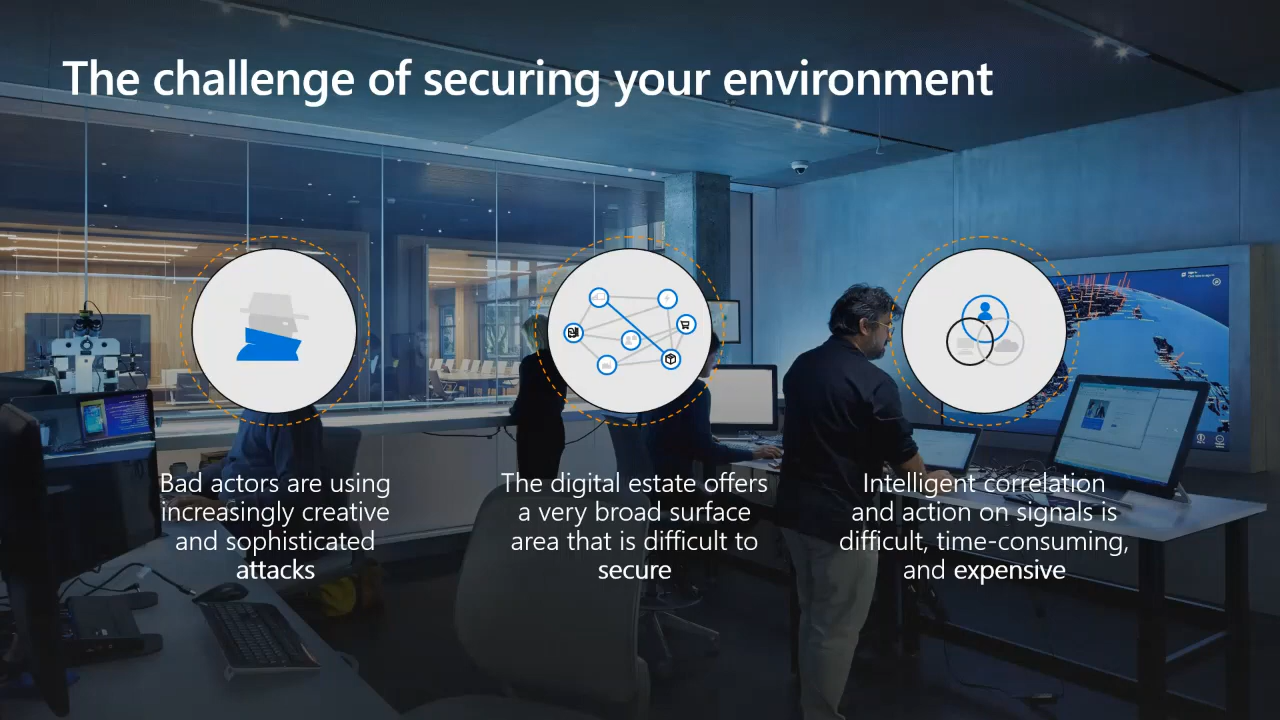 The challenge of securing your environment
Bad actors are using
increasingly creative
and sophisticated
attacks
The digital estate offers
a very broad surface
area that is difficult to
secure
Intelligent correlation
and action on signals is
difficult, time-consuming,
and expensive